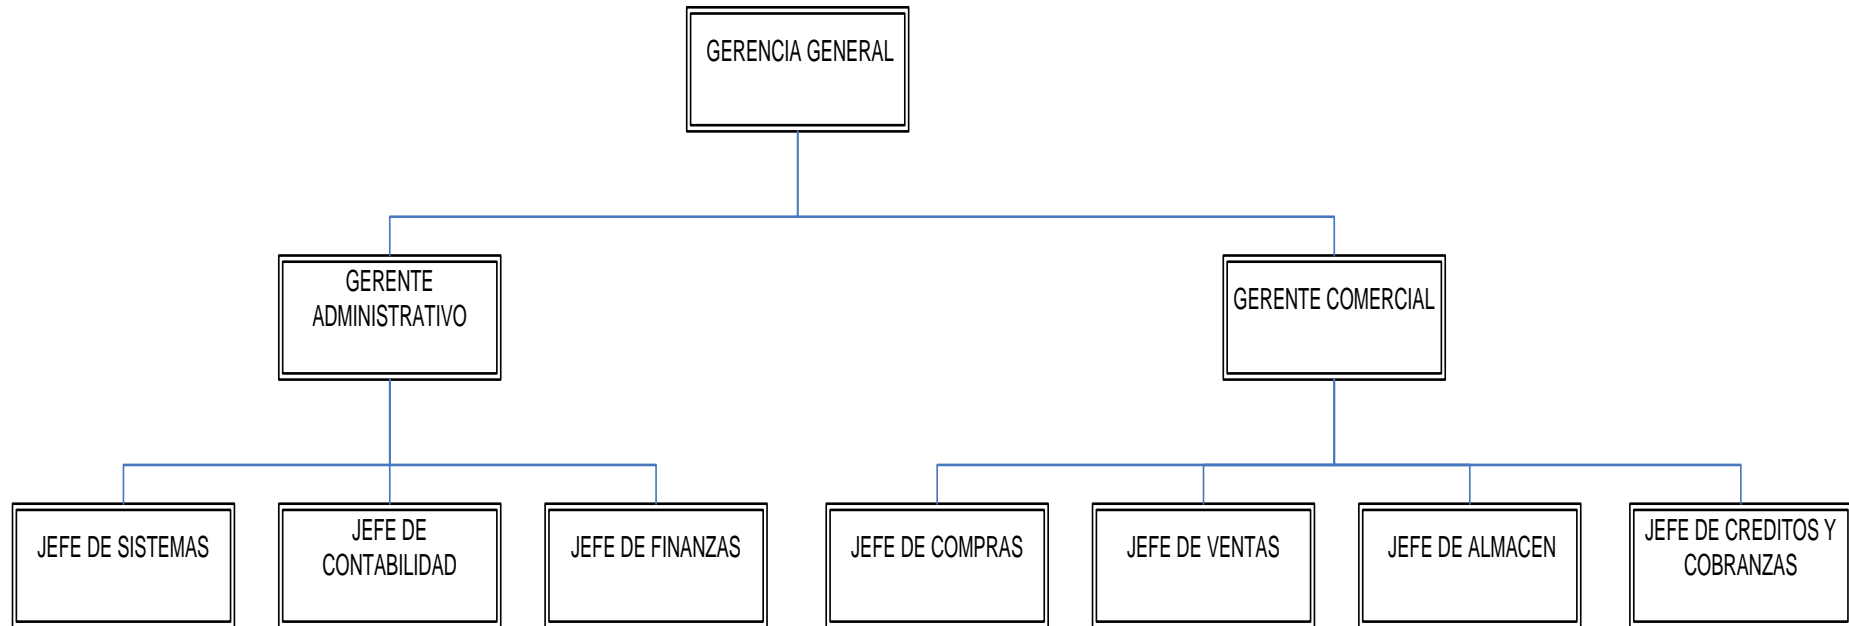 GERENCIA GENERAL
GERENTE
ADMINISTRATIVO
GERENTE COMERCIAL
JEFE DE SISTEMAS
JEFE DE
CONTABILIDAD
JEFE DE FINANZAS
JEFE DE COMPRAS
JEFE DE VENTAS
JEFE DE ALMACEN
JEFE DE CREDITOS Y
COBRANZAS